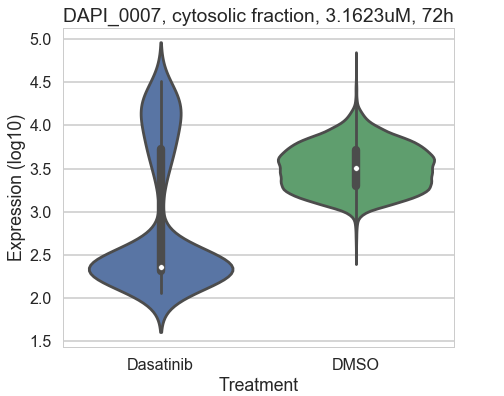 DAPI_0007, cytosolic fraction, 3.1623uM, 72h
Expression (log10)
5.0
4.5
4.0
3.5
3.0
2.5
2.0
1.5
Dasatinib DMSO
Treatment